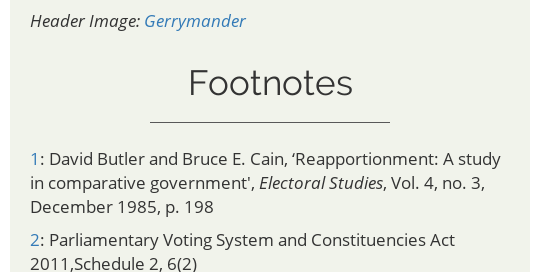 Header Image: Gerrymander
Footnotes
1: David Butler and Bruce E. Cain, ‘Reapportionment: A study
in comparative government', Electoral Studies, Vol. 4, no. 3,
December 1985, p. 198
2: Parliamentary Voting System and Constituencies Act
2011,Schedule 2, 6(2)